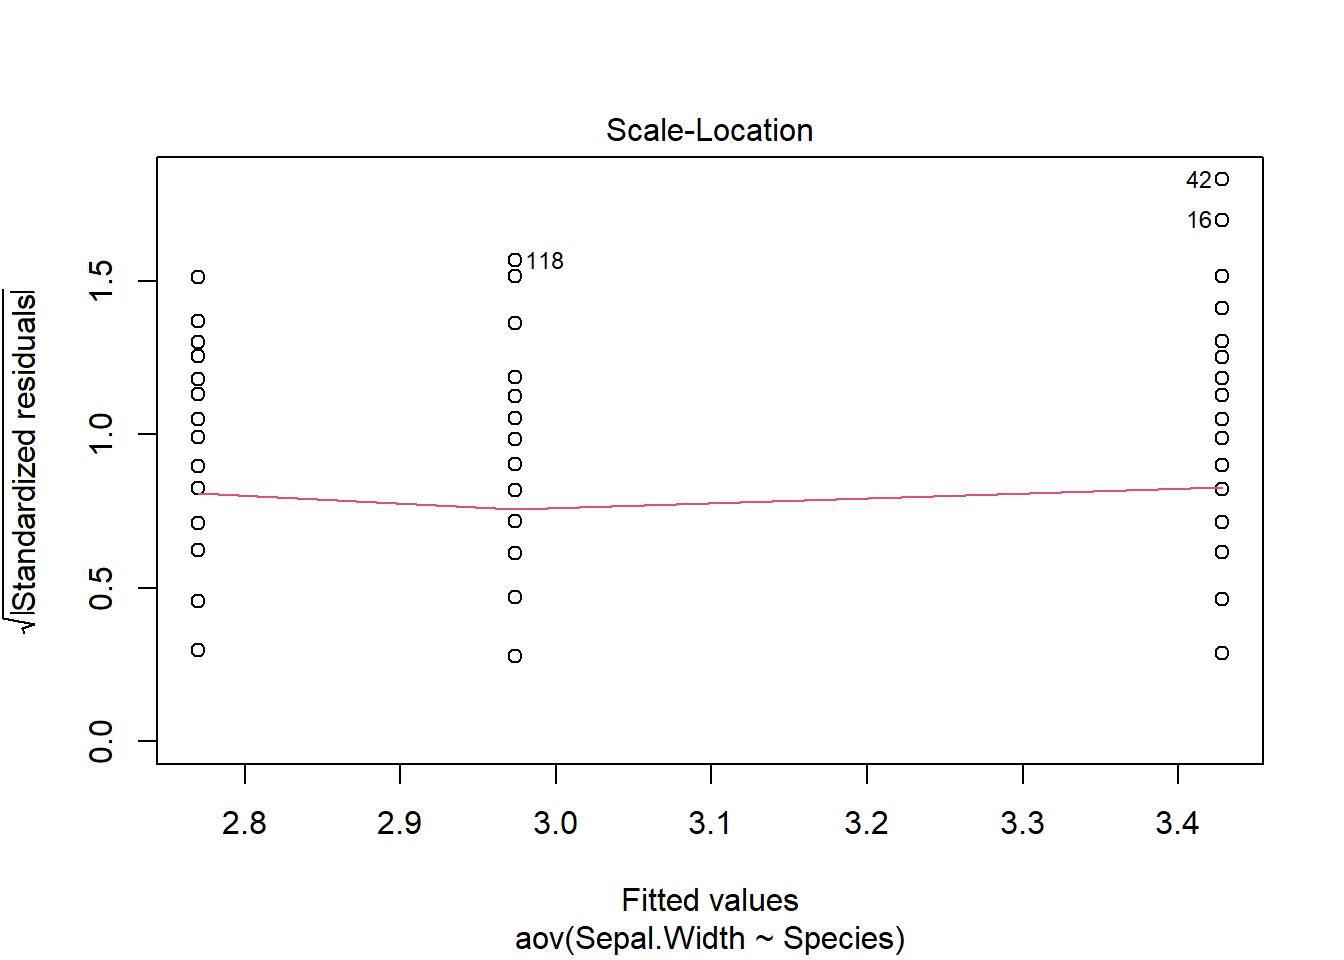 Scale-Location
42
16
118
√|Standardized residuals|
1.5
1.0
0.5
0.0
2.8 2.9 3.0 3.1 3.2 3.3 3.4
Fitted values
aov(Sepal.Width ~ Species)